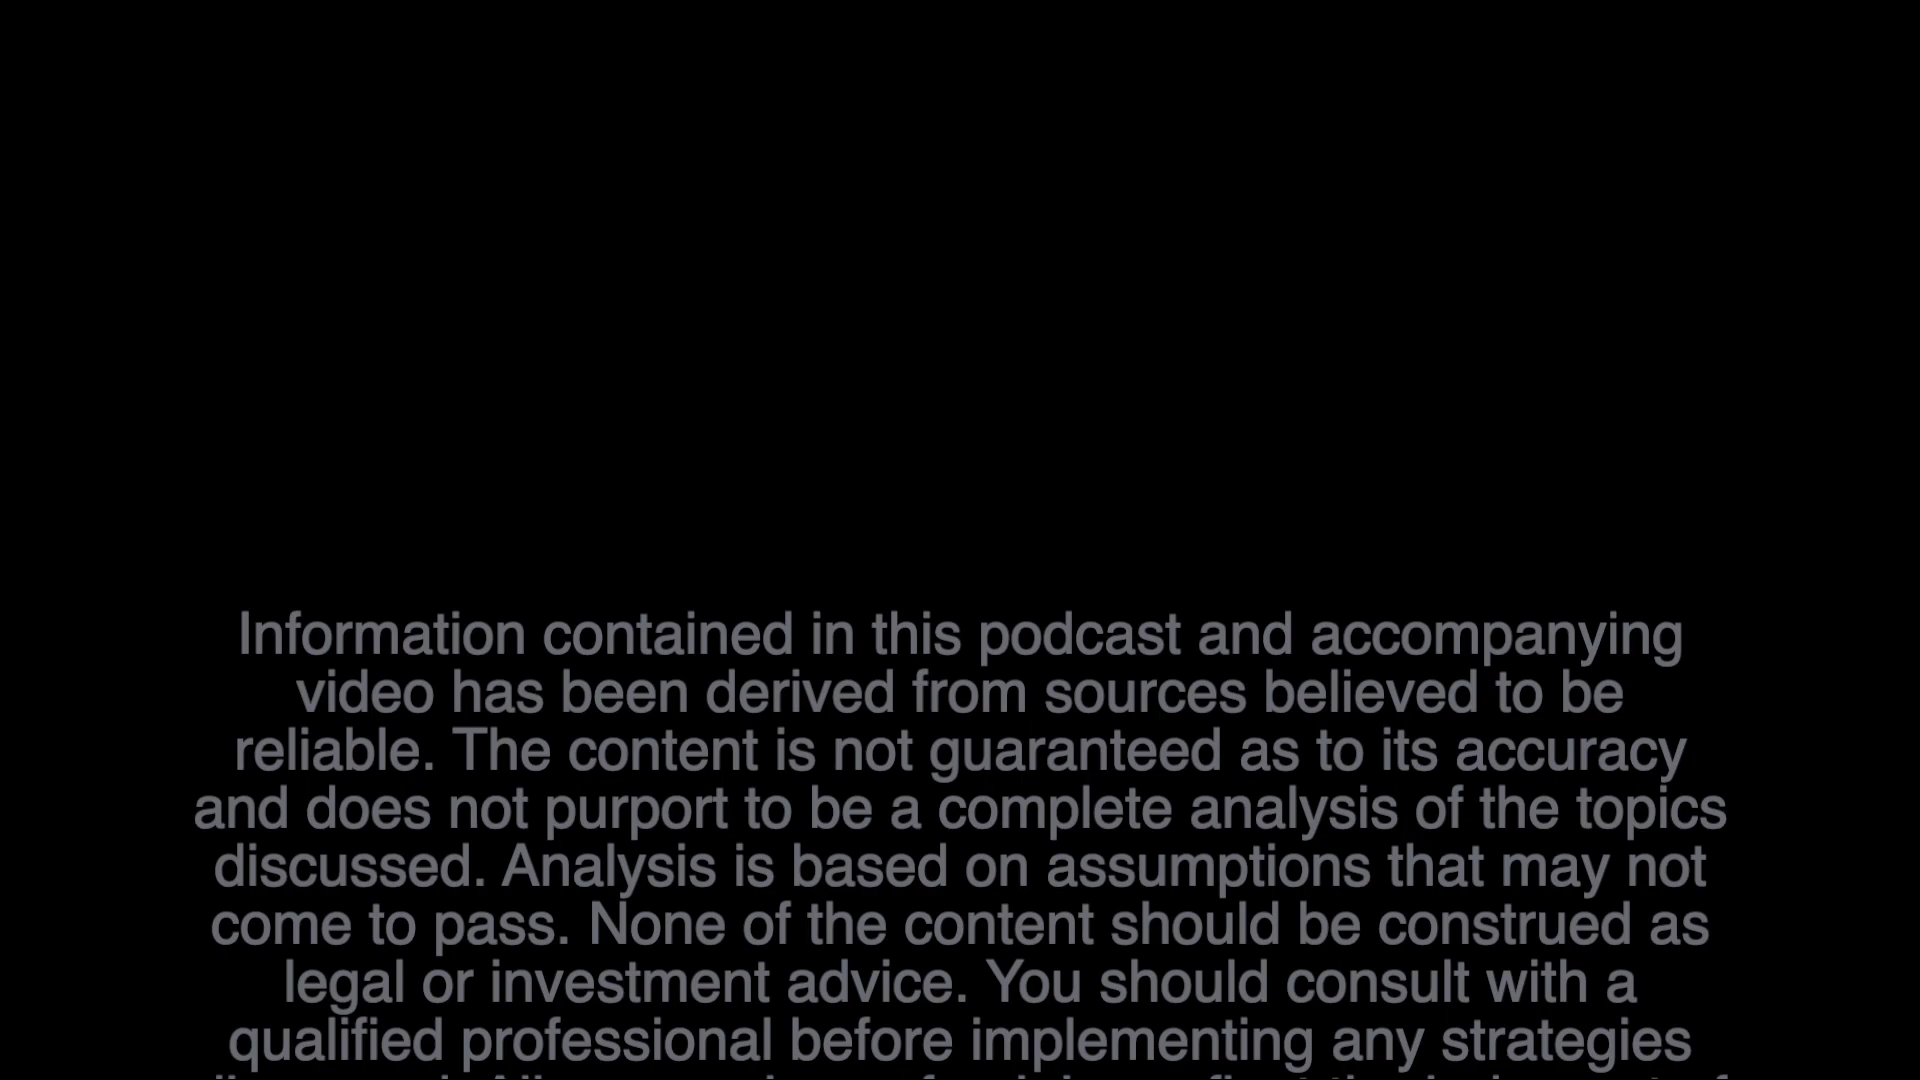 Information contained in this podcast and accompanying
video has been derived from sources believed to be
reliable. The content is not guaranteed as to its accuracy
and does not purport to be a complete analysis of the topics
discussed. Analysis is based on assumptions that may not
come to pass. None of the content should be construed as
legal or investment advice. You should consult with a
qualified professional before implementing any strategies